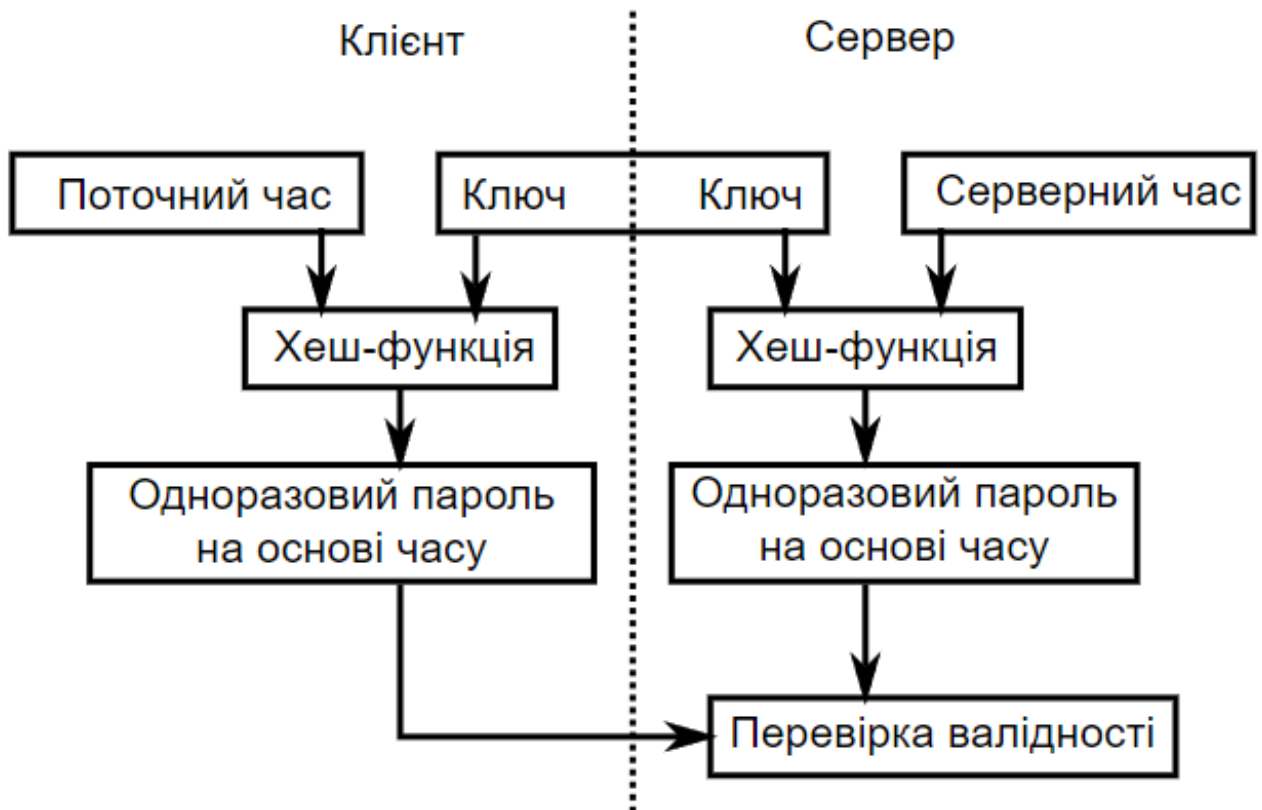 Клієнт
Сервер
Поточний час
Ключ
Ключ
Серверний час
Хеш-функція
Хеш-функція
Одноразовий пароль
на основі часу
Одноразовий пароль
на основі часу
Перевірка валідності